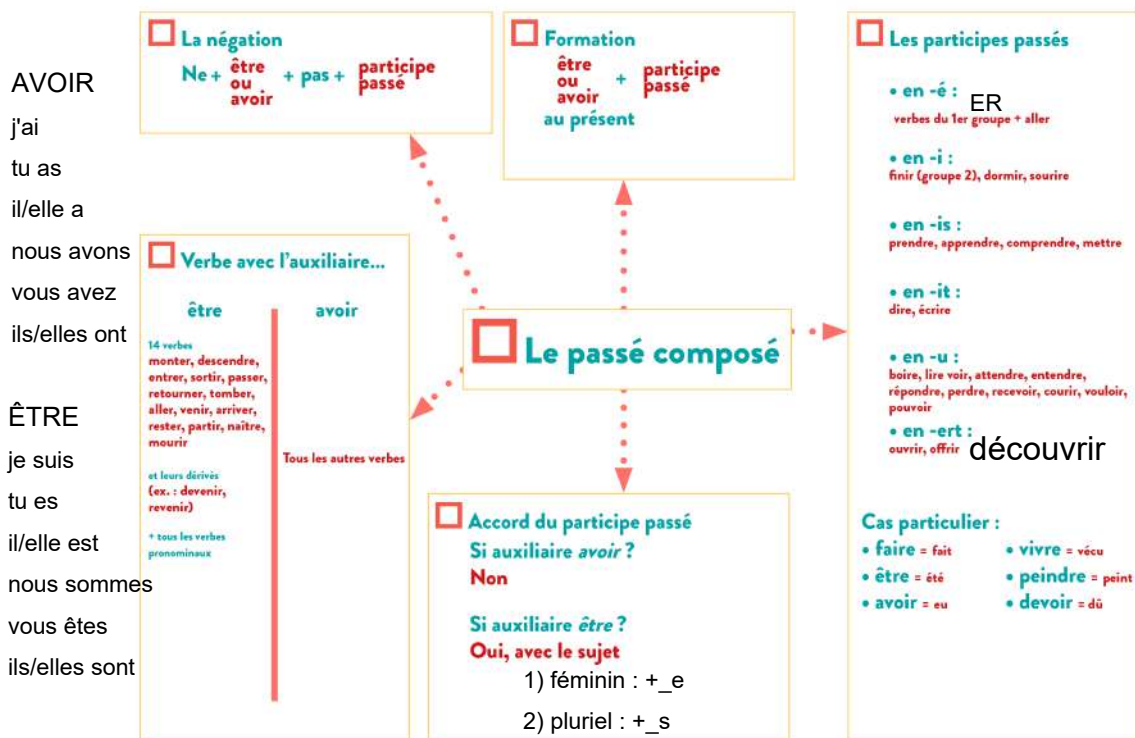 AVOIR
j'ai
tu as
il/elle a
nous avons
vous avez
ils/elles ont
ÊTRE
je suis
tu es
il/elle est
nous sommes
vous êtes
ils/elles sont
La négation
Ne + être ou avoir + pas + participe passé
Formation
être ou avoir + participe passé
au présent
Verbe avec l'auxiliaire...
être
14 verbes
monter, descendre,
entrer, sortir, passer,
retourner, tomber,
aller, venir, arriver,
rester, partir, naître,
mourir
et leurs dérivés
(ex. : devenir,
revenir)
+ tous les verbes
pronominaux
avoir
Tous les autres verbes
Le passé composé
Accord du participe passé
Si auxiliaire avoir ?
Non
Si auxiliaire être ?
Oui, avec le sujet
1) féminin : +_e
2) pluriel : +_s
Les participes passés
• en -é : ER
verbes du 1er groupe + aller
• en -i :
finir (groupe 2), dormir, sourire
• en -is :
prendre, apprendre, comprendre, mettre
• en -it :
dire, écrire
• en -u :
boire, lire voir, attendre, entendre,
répondre, perdre, recevoir, courir, vouloir,
pouvoir
• en -ert :
ouvrir, offrir découvrir
Cas particulier :
• faire = fait • vivre = vécu
• être = été • peindre = peint
• avoir = eu • devoir = dû